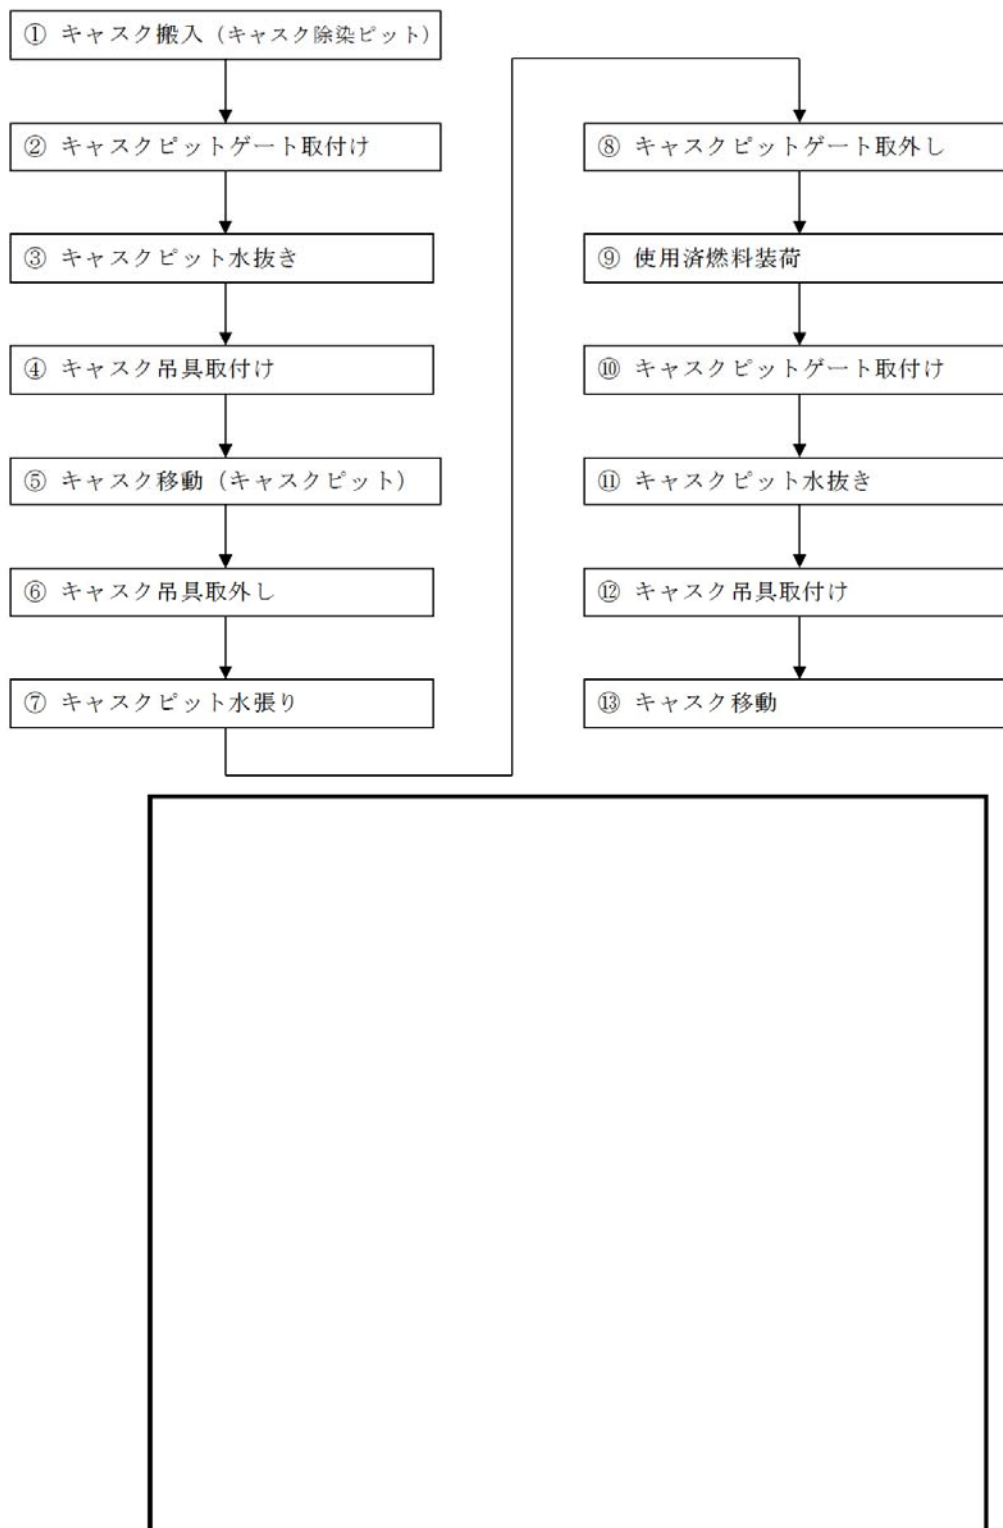 ① キャスク搬入（キャスク除染ピット）
② キャスクピットゲート取付け
③ キャスクピット水抜き
④ キャスク吊具取付け
⑤ キャスク移動（キャスクピット）
⑥ キャスク吊具取外し
⑦ キャスクピット水張り
⑧ キャスクピットゲート取外し
⑨ 使用済燃料装荷
⑩ キャスクピットゲート取付け
⑪ キャスクピット水抜き
⑫ キャスク吊具取付け
⑬ キャスク移動